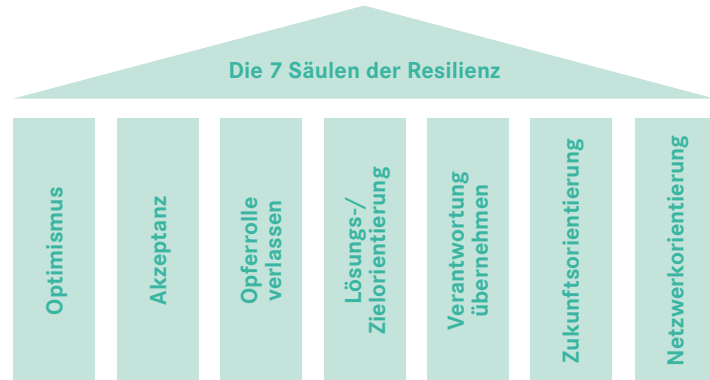 Die 7 Säulen der Resilienz
Optimismus
Akzeptanz
Opferrolle
verlassen
Lösungs-/
Zielorientierung
Verantwortung
übernehmen
Zukunftsorientierung
Netzwerkorientierung